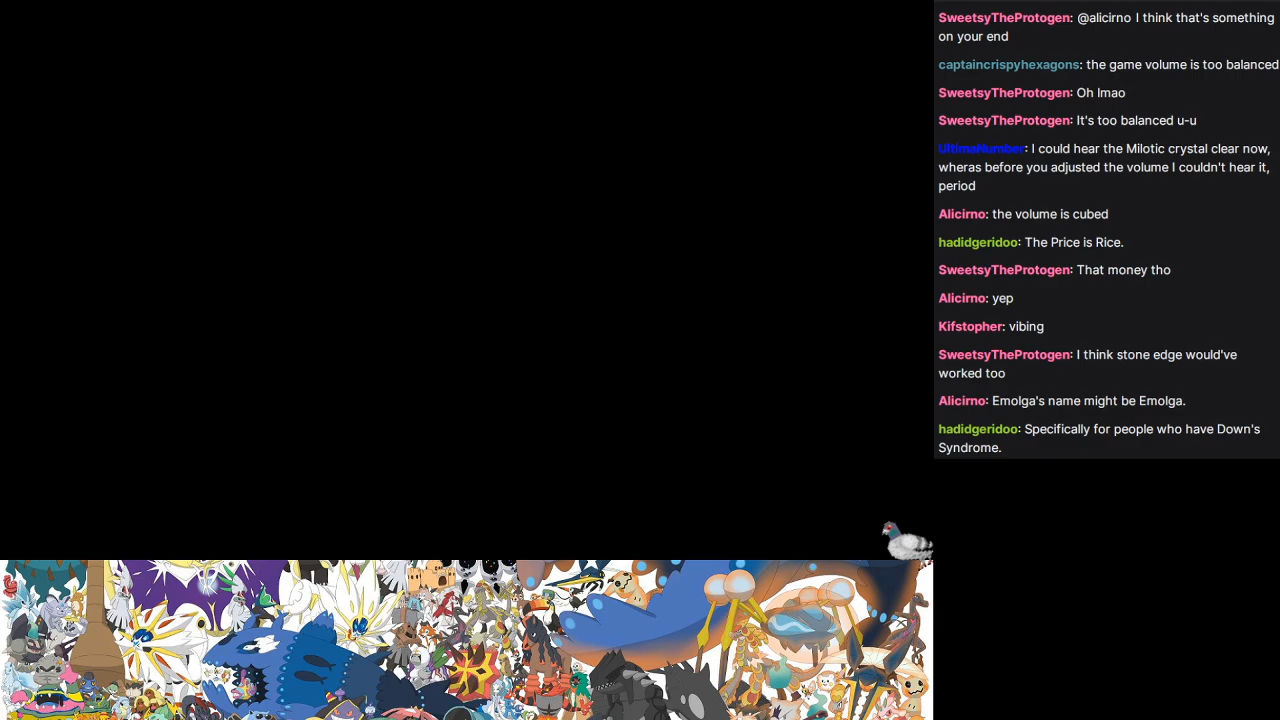 SweetsyTheProtogen: @alicirno I think that's something
on your end
captaincrispyhexagons: the game volume is too balanced
SweetsyTheProtogen: Oh lmao
SweetsyTheProtogen: It's too balanced u-u
UltimaNumber: I could hear the Milotic crystal clear now,
wheras before you adjusted the volume I couldn't hear it,
period
Alicirno: the volume is cubed
hadidgeridoo: The Price is Rice.
SweetsyTheProtogen: That money tho
Alicirno: yep
Kifstopher: vibing
SweetsyTheProtogen: I think stone edge would've
worked too
Alicirno: Emolga's name might be Emolga.
hadidgeridoo: Specifically for people who have Down's
Syndrome.